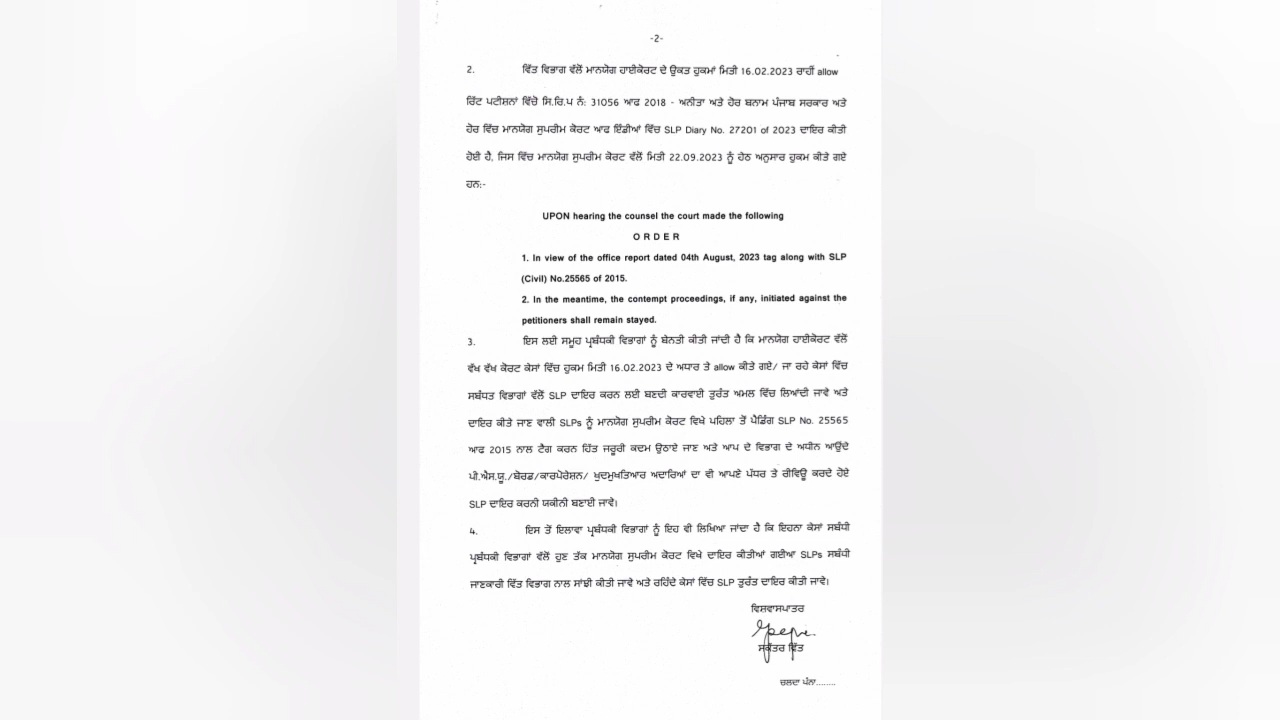 -2-
2. ਵਿੱਤ ਵਿਭਾਗ ਵੱਲੋਂ ਮਾਨਯੋਗ ਹਾਈਕੋਰਟ ਦੇ ਉਕਤ ਹੁਕਮਾਂ ਮਿਤੀ 16.02.2023 ਰਾਹੀਂ allow
ਰਿੱਟ ਪਟੀਸ਼ਨਾਂ ਵਿੱਚੋਂ ਸਿ.ਰਿ.ਪ ਨੰ: 31056 ਆਫ 2018 - ਅਨੀਤਾ ਅਤੇ ਹੋਰ ਬਨਾਮ ਪੰਜਾਬ ਸਰਕਾਰ ਅਤੇ
ਹੋਰ ਵਿੱਚ ਮਾਨਯੋਗ ਸੁਪਰੀਮ ਕੋਰਟ ਆਫ ਇੰਡੀਆਂ ਵਿੱਚ SLP Diary No. 27201 of 2023 ਦਾਇਰ ਕੀਤੀ
ਹੋਈ ਹੈ, ਜਿਸ ਵਿੱਚ ਮਾਨਯੋਗ ਸੁਪਰੀਮ ਕੋਰਟ ਵੱਲੋਂ ਮਿਤੀ 22.09.2023 ਨੂੰ ਹੇਠ ਅਨੁਸਾਰ ਹੁਕਮ ਕੀਤੇ ਗਏ
ਹਨ:-
UPON hearing the counsel the court made the following
O R D E R
1. In view of the office report dated 04th August, 2023 tag along with SLP
(Civil) No.25565 of 2015.
2. In the meantime, the contempt proceedings, if any, initiated against the
petitioners shall remain stayed.
3. ਇਸ ਲਈ ਸਮੂਹ ਪ੍ਰਬੰਧਕੀ ਵਿਭਾਗਾਂ ਨੂੰ ਬੇਨਤੀ ਕੀਤੀ ਜਾਂਦੀ ਹੈ ਕਿ ਮਾਨਯੋਗ ਹਾਈਕੋਰਟ ਵੱਲੋਂ
ਵੱਖ ਵੱਖ ਕੋਰਟ ਕੇਸਾਂ ਵਿੱਚ ਹੁਕਮ ਮਿਤੀ 16.02.2023 ਦੇ ਅਧਾਰ ਤੇ allow ਕੀਤੇ ਗਏ/ ਜਾ ਰਹੇ ਕੇਸਾਂ ਵਿੱਚ
ਸਬੰਧਤ ਵਿਭਾਗਾਂ ਵੱਲੋਂ SLP ਦਾਇਰ ਕਰਨ ਲਈ ਬਣਦੀ ਕਾਰਵਾਈ ਤੁਰੰਤ ਅਮਲ ਵਿੱਚ ਲਿਆਂਦੀ ਜਾਵੇ ਅਤੇ
ਦਾਇਰ ਕੀਤੇ ਜਾਣ ਵਾਲੀ SLPs ਨੂੰ ਮਾਨਯੋਗ ਸੁਪਰੀਮ ਕੋਰਟ ਵਿਖੇ ਪਹਿਲਾ ਤੋਂ ਪੈਡਿੰਗ SLP No. 25565
ਆਫ 2015 ਨਾਲ ਟੈਗ ਕਰਨ ਹਿੱਤ ਜਰੂਰੀ ਕਦਮ ਉਠਾਏ ਜਾਣ ਅਤੇ ਆਪ ਦੇ ਵਿਭਾਗ ਦੇ ਅਧੀਨ ਆਉਂਦੇ
ਪੀ.ਐਸ.ਯੂ./ਬੋਰਡ/ਕਾਰਪੋਰੇਸ਼ਨ/ ਖੁਦਮੁਖਤਿਆਰ ਅਦਾਰਿਆਂ ਦਾ ਵੀ ਆਪਣੇ ਪੱਧਰ ਤੇ ਰੀਵਿਊ ਕਰਦੇ ਹੋਏ
SLP ਦਾਇਰ ਕਰਨੀ ਯਕੀਨੀ ਬਣਾਈ ਜਾਵੇ।
4. ਇਸ ਤੋਂ ਇਲਾਵਾ ਪ੍ਰਬੰਧਕੀ ਵਿਭਾਗਾਂ ਨੂੰ ਇਹ ਵੀ ਲਿਖਿਆ ਜਾਂਦਾ ਹੈ ਕਿ ਇਹਨਾ ਕੇਸਾਂ ਸਬੰਧੀ
ਪ੍ਰਬੰਧਕੀ ਵਿਭਾਗਾਂ ਵੱਲੋਂ ਹੁਣ ਤੱਕ ਮਾਨਯੋਗ ਸੁਪਰੀਮ ਕੋਰਟ ਵਿਖੇ ਦਾਇਰ ਕੀਤੀਆਂ ਗਈਆ SLPs ਸਬੰਧੀ
ਜਾਣਕਾਰੀ ਵਿੱਤ ਵਿਭਾਗ ਨਾਲ ਸਾਂਝੀ ਕੀਤੀ ਜਾਵੇ ਅਤੇ ਰਹਿੰਦੇ ਕੇਸਾਂ ਵਿੱਚ SLP ਤੁਰੰਤ ਦਾਇਰ ਕੀਤੀ ਜਾਵੇ।
ਵਿਸ਼ਵਾਸਪਾਤਰ
ਸਕੱਤਰ ਵਿੱਤ
ਚਲਦਾ ਪੰਨਾ........